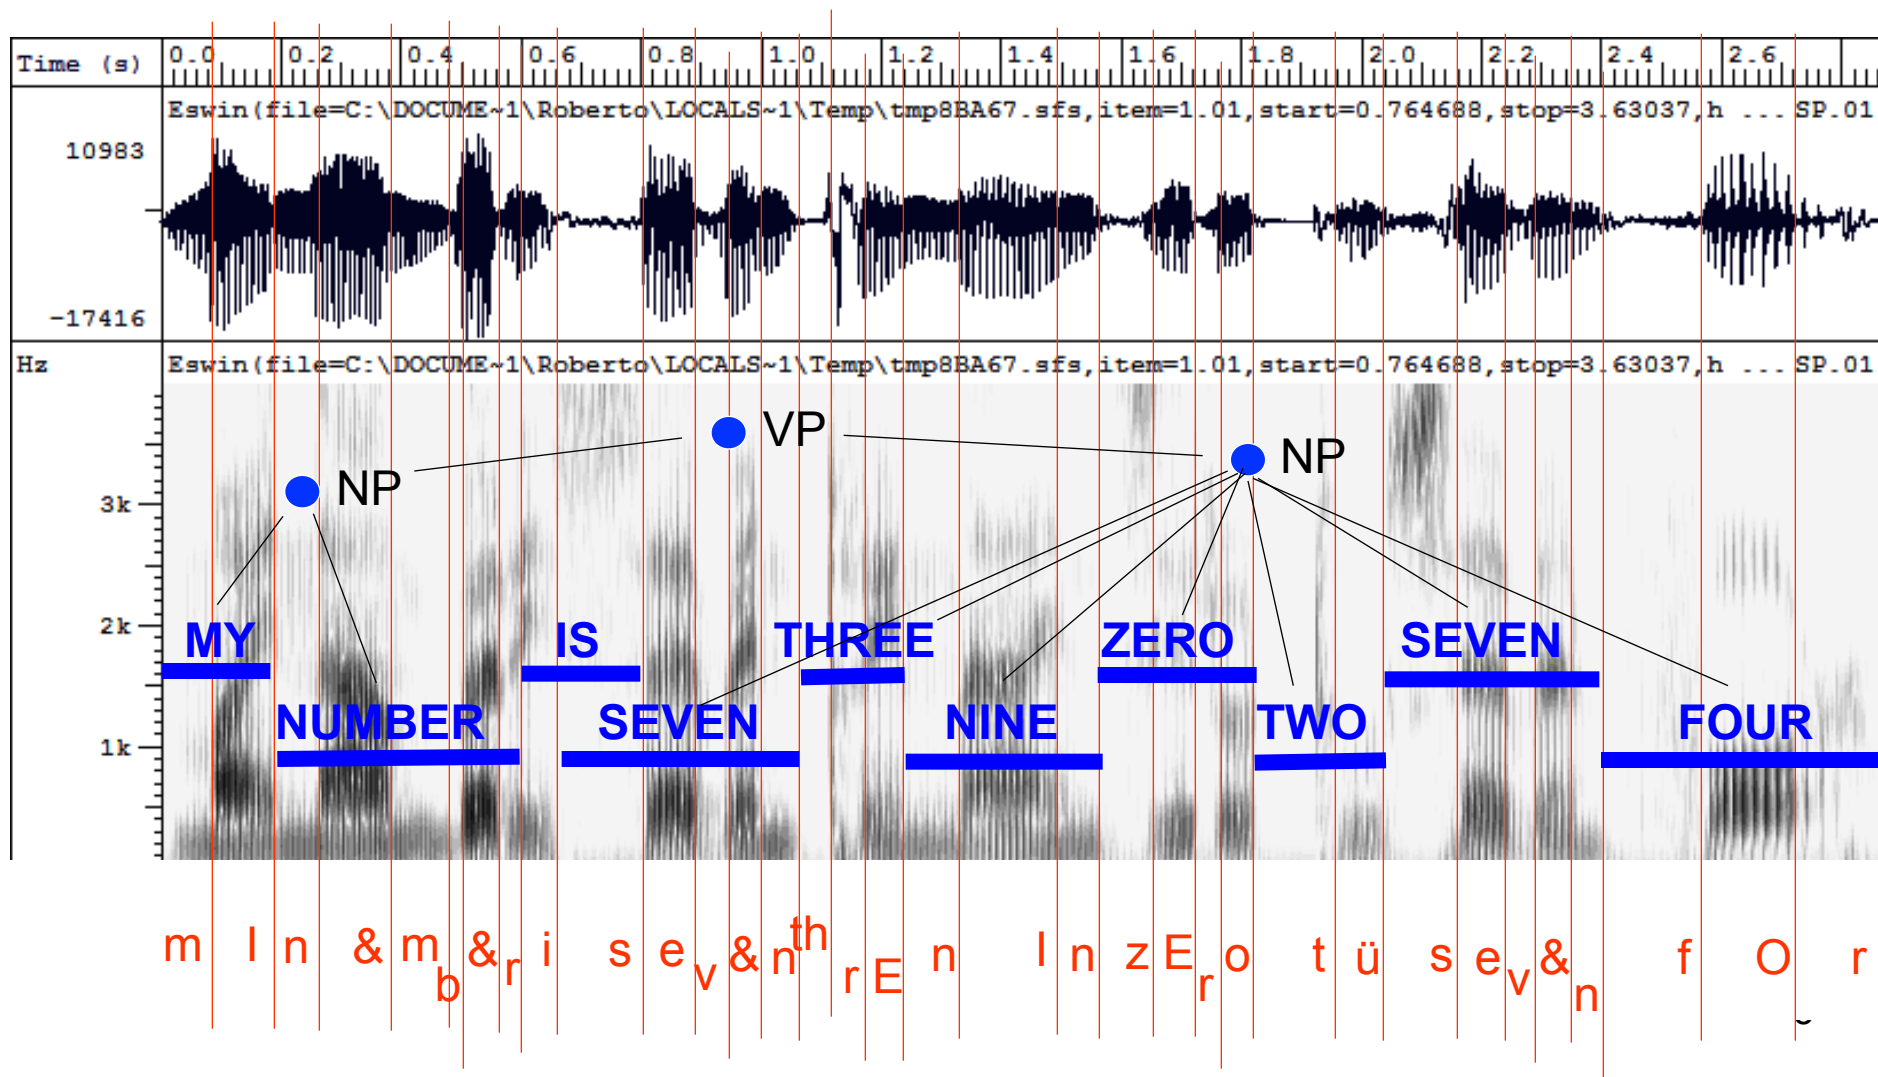 Time (s) 0.0 0.2 0.4 0.6 0.8 1.0 1.2 1.4 1.6 1.8 2.0 2.2 2.4 2.6
Eswin(file=C:\DOCUME~1\Roberto\LOCALS~1\Temp\tmp8BA67.sfs,item=1.01,start=0.764688,stop=3.63037,h ... SP.01
10983
-17416
Hz Eswin(file=C:\DOCUME~1\Roberto\LOCALS~1\Temp\tmp8BA67.sfs,item=1.01,start=0.764688,stop=3.63037,h ... SP.01
VP
NP
NP
3k
2k
MY IS THREE ZERO SEVEN
NUMBER SEVEN NINE TWO FOUR
1k
m I n & m b & r i s e v & n th r E n I n z E r o t ü s e v & n f O r